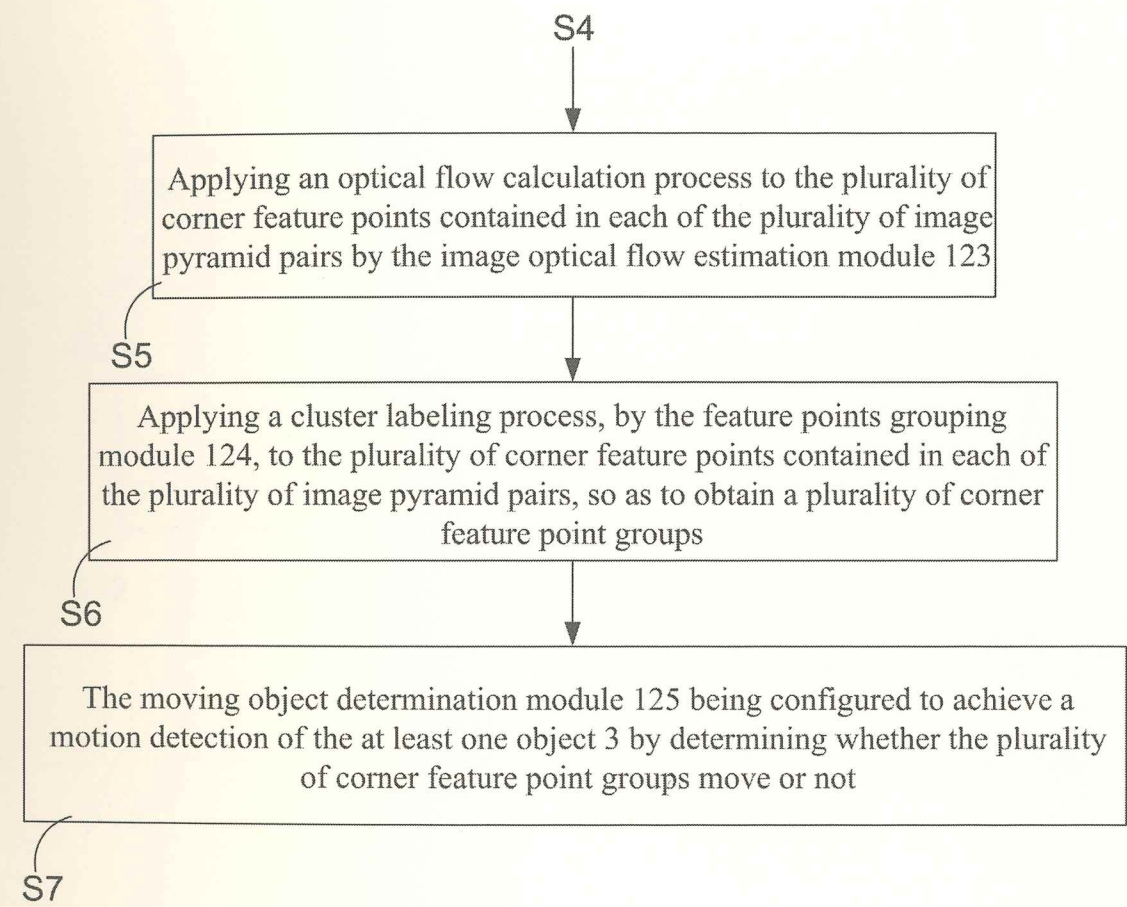 S4
Applying an optical flow calculation process to the plurality of
corner feature points contained in each of the plurality of image
pyramid pairs by the image optical flow estimation module 123
S5
Applying a cluster labeling process, by the feature points grouping
module 124, to the plurality of corner feature points contained in each of
the plurality of image pyramid pairs, so as to obtain a plurality of corner
feature point groups
S6
The moving object determination module 125 being configured to achieve a
motion detection of the at least one object 3 by determining whether the plurality
of corner feature point groups move or not
S7